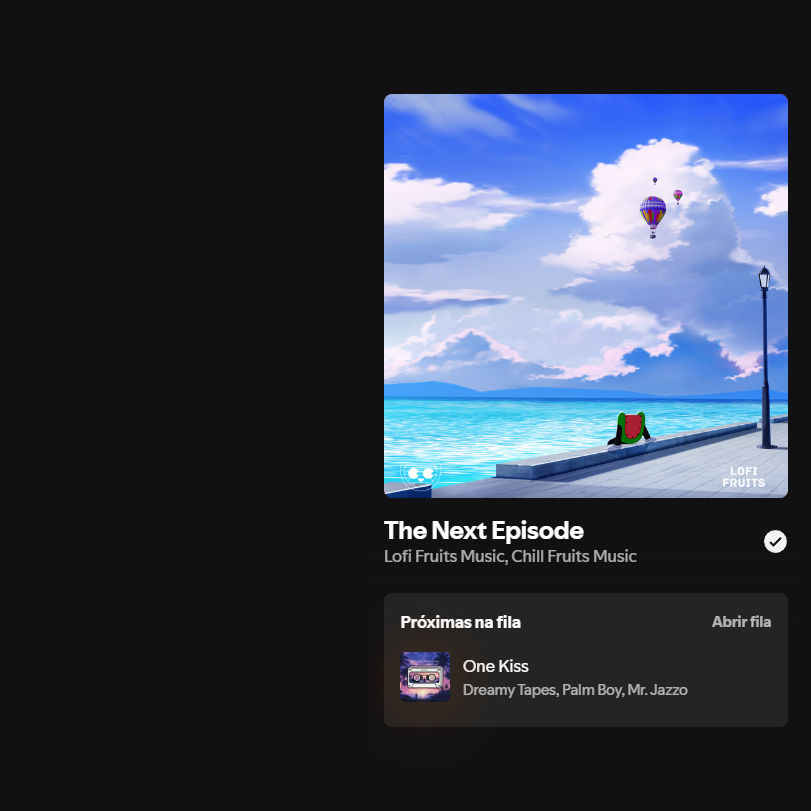 LOFI
FRUITS
The Next Episode
Lofi Fruits Music, Chill Fruits Music
Próximas na fila
Abrir fila
One Kiss
Dreamy Tapes, Palm Boy, Mr. Jazzo